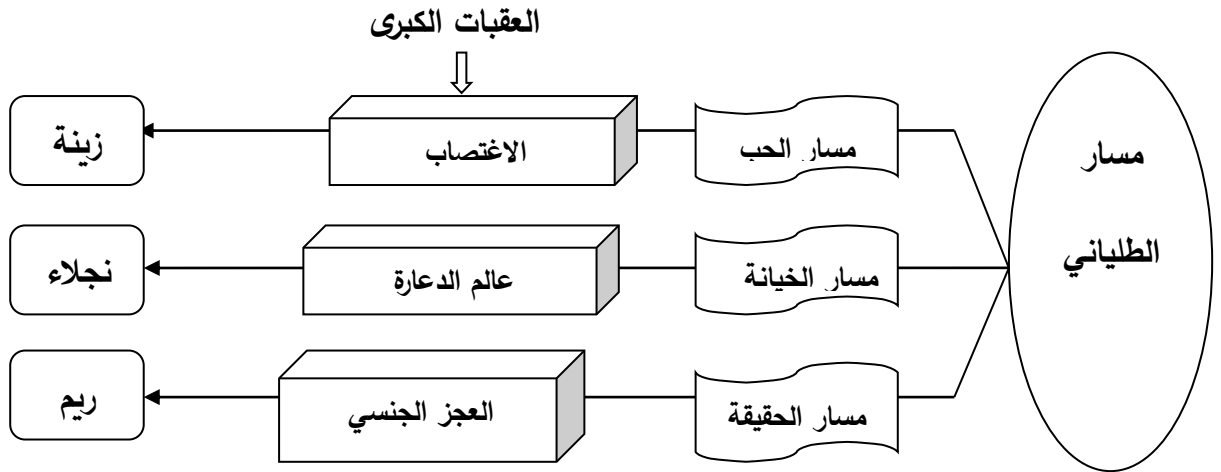 العقبات الكبرى
مسار
الطلياني
مسار الحب
الاغتصاب
زينة
مسار الخيانة
عالم الدعارة
نجلاء
مسار الحقيقة
العجز الجنسي
ريم